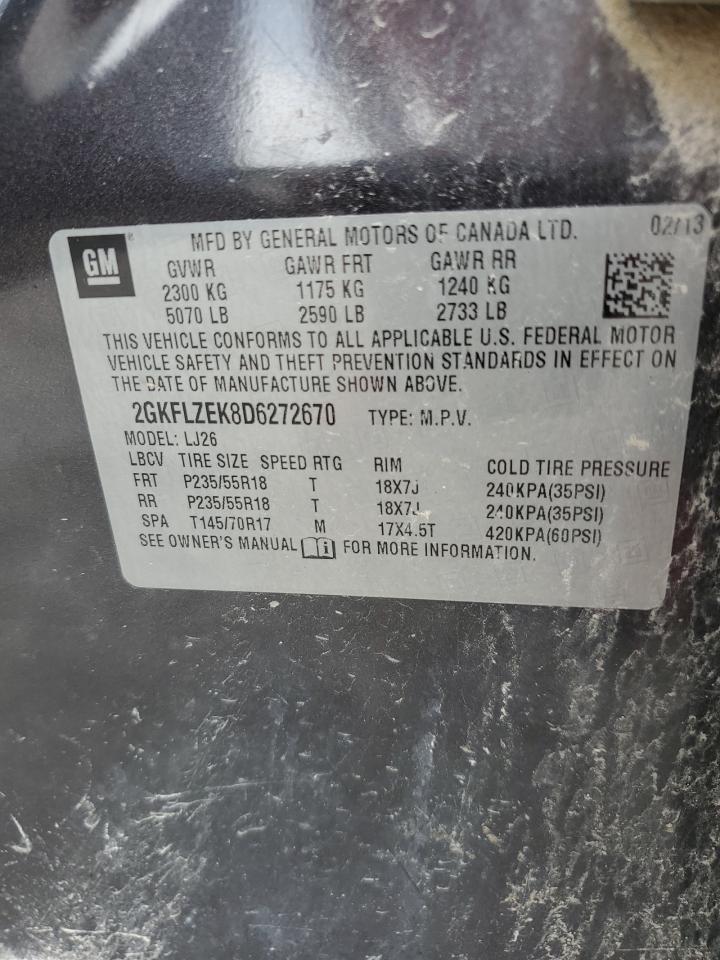 GM
®
MFD BY GENERAL MOTORS OF CANADA LTD. 02/13
GVWR GAWR FRT GAWR RR
2300 KG 1175 KG 1240 KG
5070 LB 2590 LB 2733 LB
THIS VEHICLE CONFORMS TO ALL APPLICABLE U.S. FEDERAL MOTOR
VEHICLE SAFETY AND THEFT PREVENTION STANDARDS IN EFFECT ON
THE DATE OF MANUFACTURE SHOWN ABOVE.
2GKFLZEK8D6272670 TYPE: M.P.V.
MODEL: LJ26
LBCV TIRE SIZE SPEED RTG RIM COLD TIRE PRESSURE
FRT P235/55R18 T 18X7J 240KPA(35PSI)
RR P235/55R18 T 18X7J 240KPA(35PSI)
SPA T145/70R17 M 17X4.5T 420KPA(60PSI)
SEE OWNER'S MANUAL i FOR MORE INFORMATION.